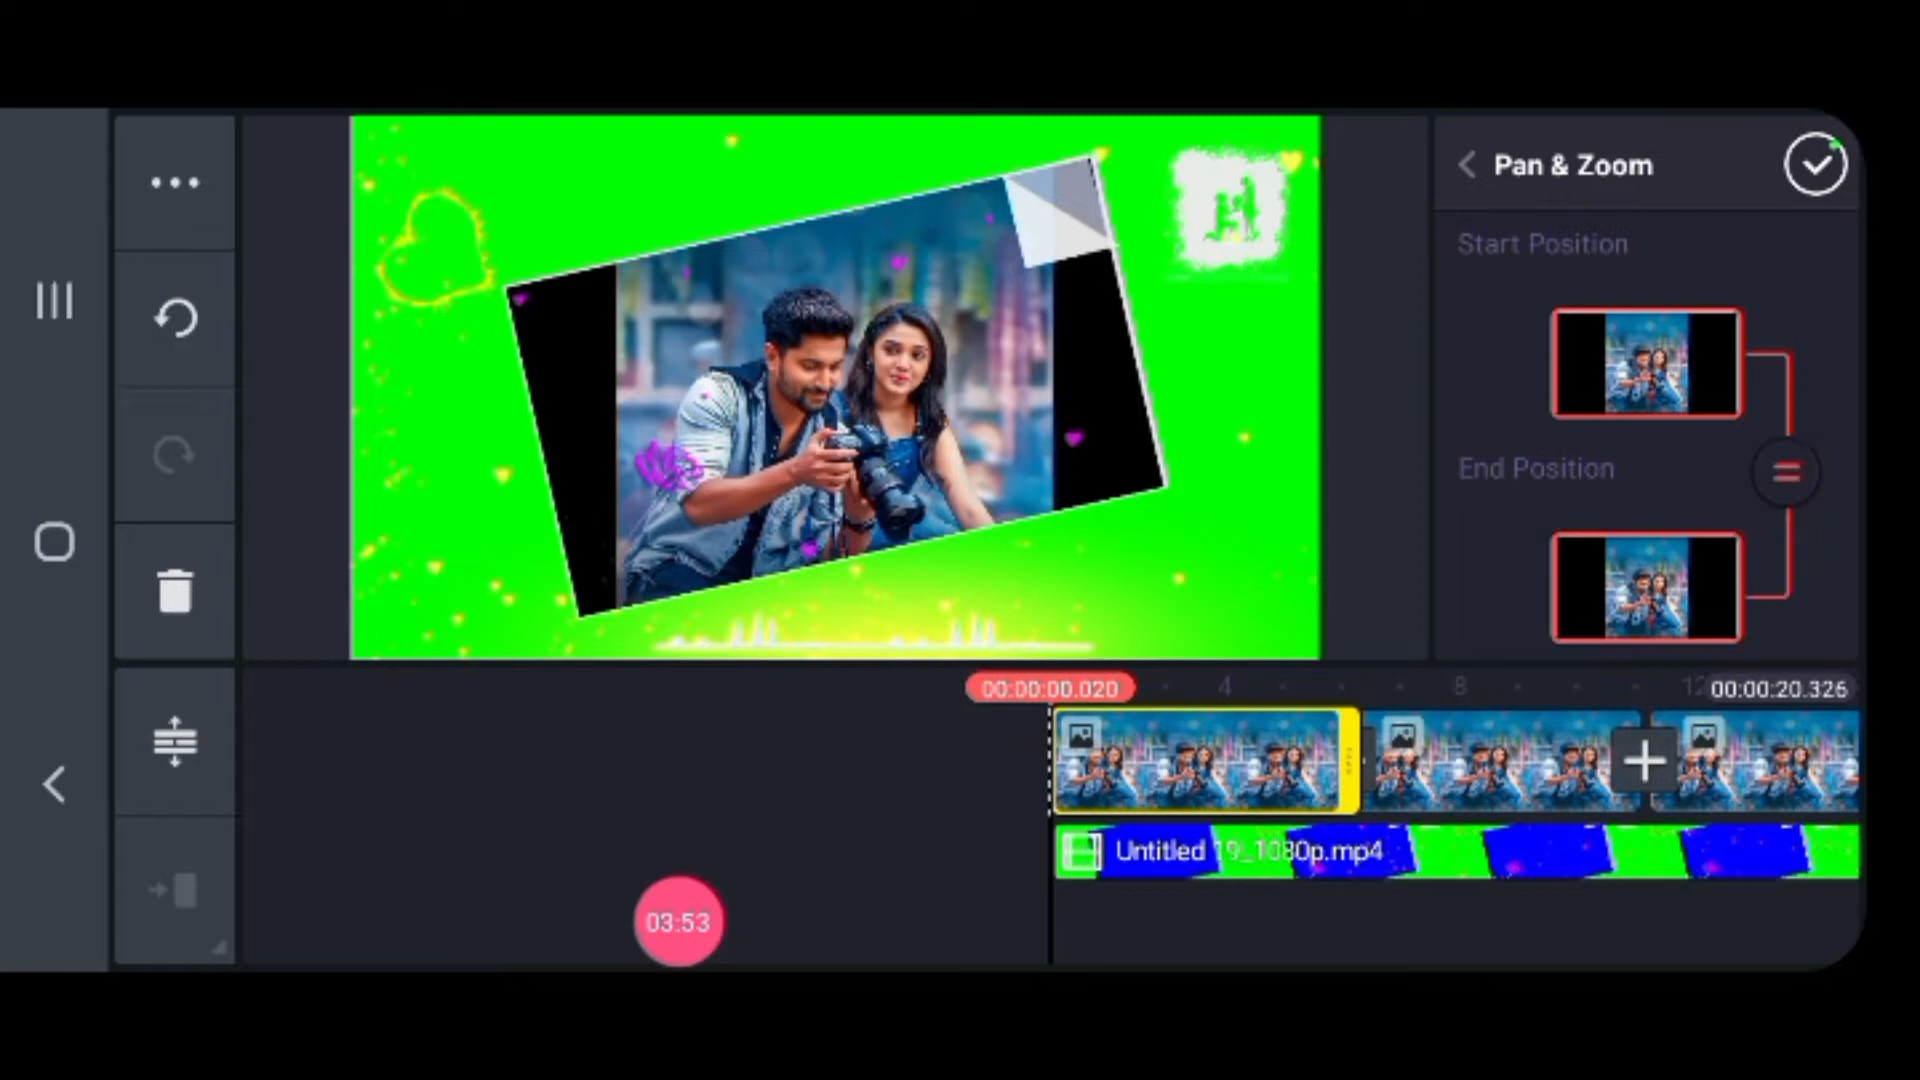 Pan & Zoom
Start Position
End Position
00:00:00.020
4
8
12
00:00:20.326
Untitled 19_1080p.mp4
03:53